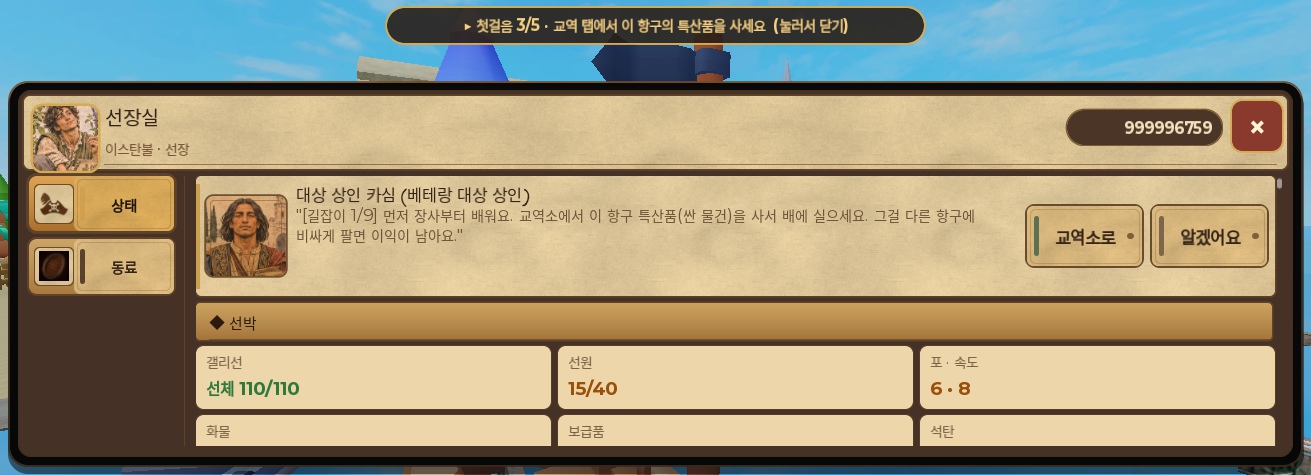 ▸ 첫걸음 3/5 · 교역 탭에서 이 항구의 특산품을 사세요 (눌러서 닫기)
선장실
이스탄불 · 선장
999996759
×
상태
동료
대상 상인 카심 (베테랑 대상 상인)
"[길잡이 1/9] 먼저 장사부터 배워요. 교역소에서 이 항구 특산품(싼 물건)을 사서 배에 실으세요. 그걸 다른 항구에
비싸게 팔면 이익이 남아요."
교역소로
알겠어요
◆ 선박
갤리선
선체 110/110
선원
15/40
포 · 속도
6 · 8
화물
보급품
석탄